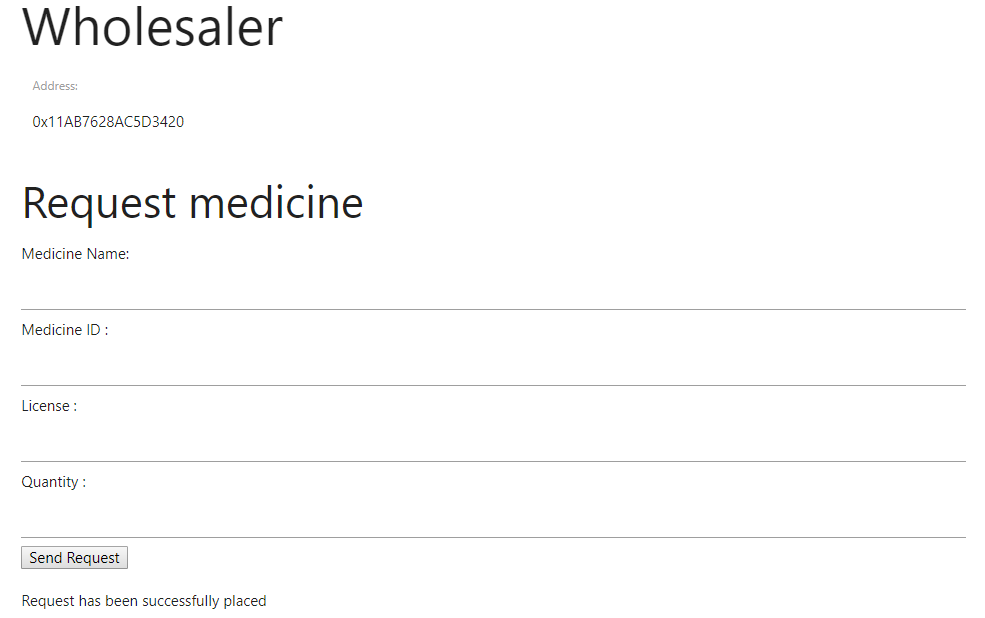 Wholesaler
Address:
0x11AB7628AC5D3420
Request medicine
Medicine Name:
Medicine ID :
License :
Quantity :
Send Request
Request has been successfully placed